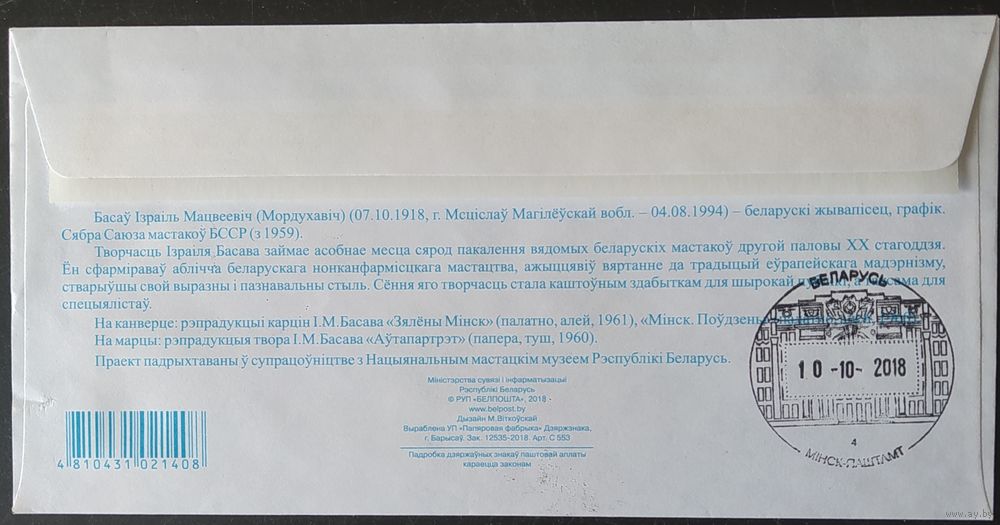 Басаў Ізраіль Мацвеевіч (Мордухавіч) (07.10.1918, г. Мсціслаў Магілёўскай вобл. – 04.08.1994) – беларускі жывапісец, графік.
Сябра Саюза мастакоў БССР (з 1959).
Творчасць Ізраіля Басава займае асобнае месца сярод пакалення вядомых беларускіх мастакоў другой паловы XX стагоддзя.
Ён сфарміраваў аблічча беларускага нонканфармісцкага мастацтва, ажыццявіў вяртанне да традыцый еўрапейскага мадэрнізму,
стварыўшы свой выразны і пазнавальны стыль. Сёння яго творчасць стала каштоўным здабыткам для шырокай для
спецыялістаў.
На канверце: рэпрадукцыі карцін І.М.Басава «Зялёны Мінск» (палатно, алей, 1961), «Мінск. Поўдзень»
На марцы: рэпрадукцыя твора І.М.Басава «Аўтапартрэт» (папера, туш, 1960).
Праект падрыхтаваны ў супрацоўніцтве з Нацыянальным мастацкім музеем Рэспублікі Беларусь.
БЕЛАРУСЬ
10 -10- 2018
4
МІНСК-ПАШТАМТ
Міністэрства сувязі і інфарматызацыі
Рэспублікі Беларусь
© РУП «БЕЛПОШТА», 2018
www.belpost.by
Дызайн М.Віткоўскай
Выраблена УП «Папяровая фабрыка» Дзяржзнака,
г. Барысаў. Зак. 12535-2018. Арт. С 553
Падробка дзяржаўных знакаў паштовай аплаты
караецца законам
4 810431 021408
www.ay.by